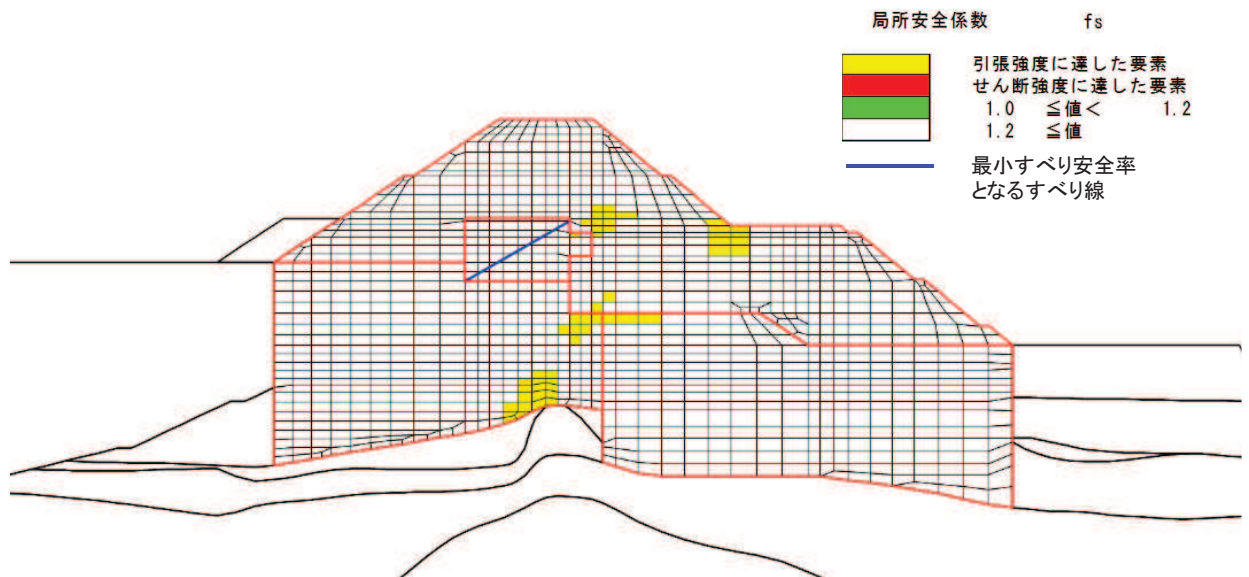 局所安全係数 fs
引張強度に達した要素
せん断強度に達した要素
1.0 ≦値< 1.2
1.2 ≦値
最小すべり安全率
となるすべり線